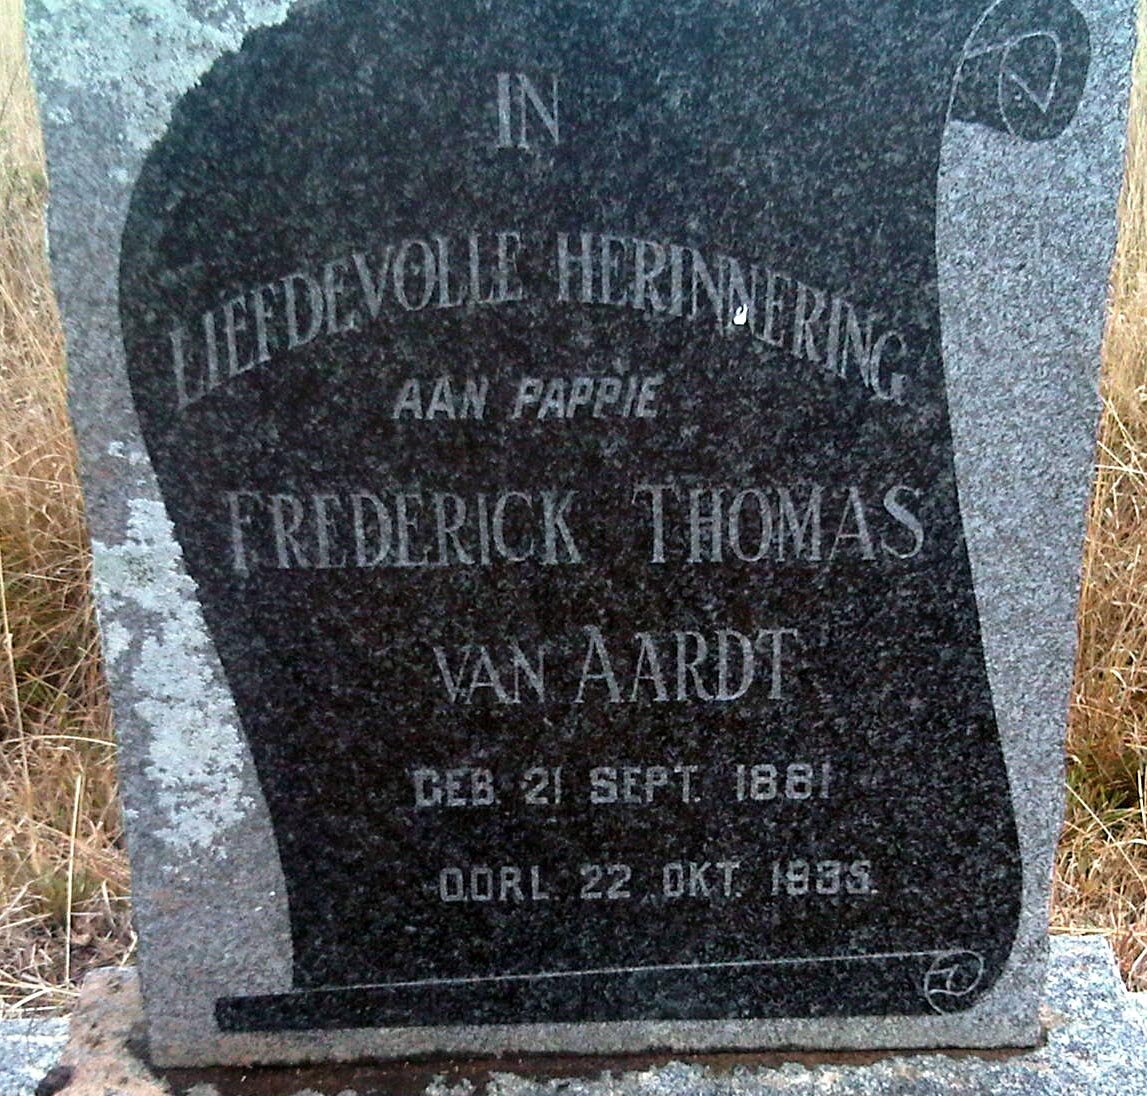 IN
LIEFDEVOLLE HERINNERING
AAN PAPPIE
FREDERICK THOMAS
VAN AARDT
GEB. 21 SEPT. 1881
OORL. 22 OKT. 1935.